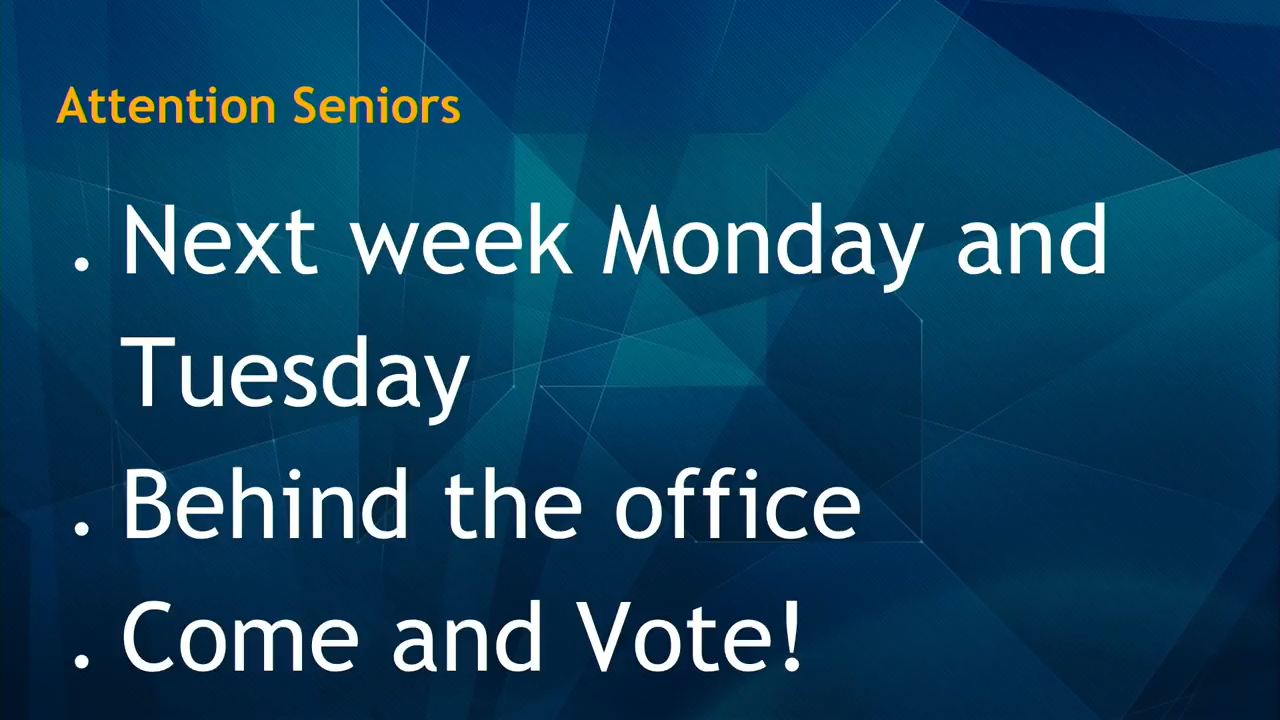 Attention Seniors
. Next week Monday and
Tuesday
. Behind the office
. Come and Vote!